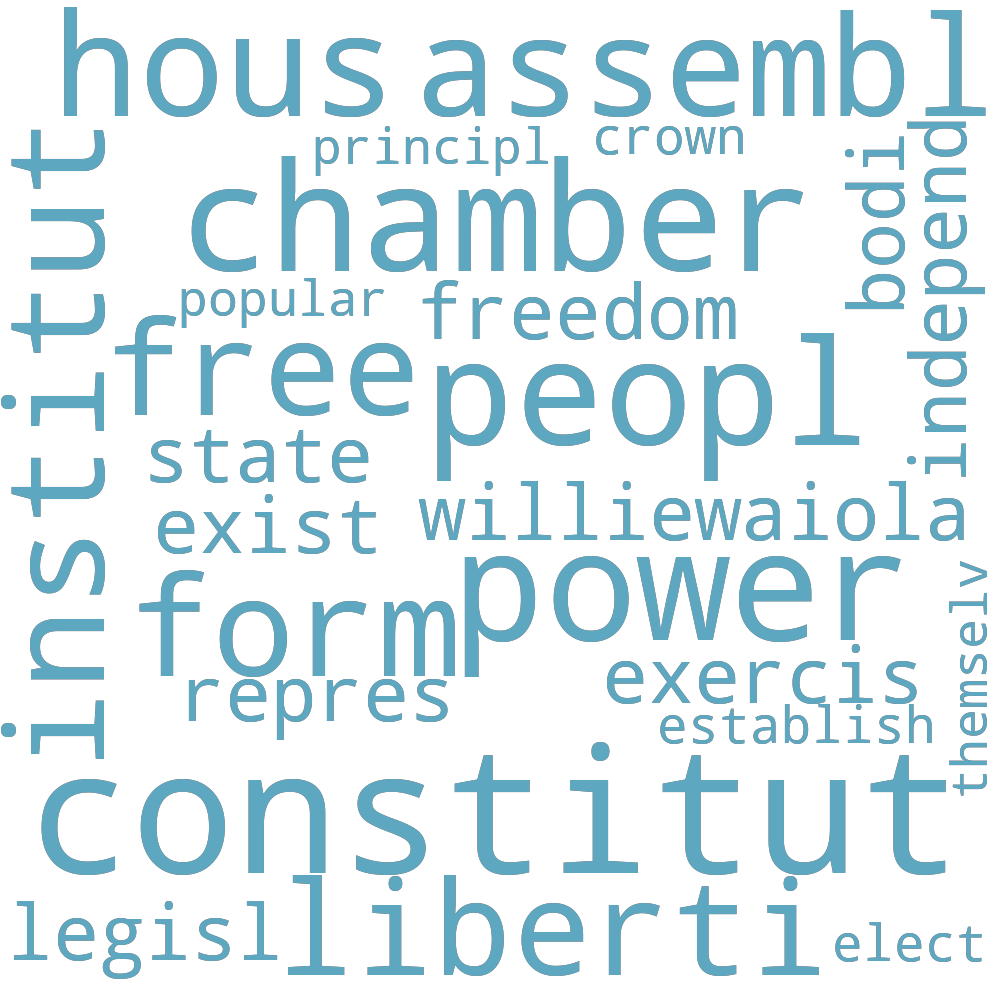 hous
assembl
principl
crown
institut
chamber
bodi
independ
popular
freedom
free
peopl
state
exist
williewaiola
power
form
repres
exercis
establish
themselv
constitut
legisl
liberti
elect